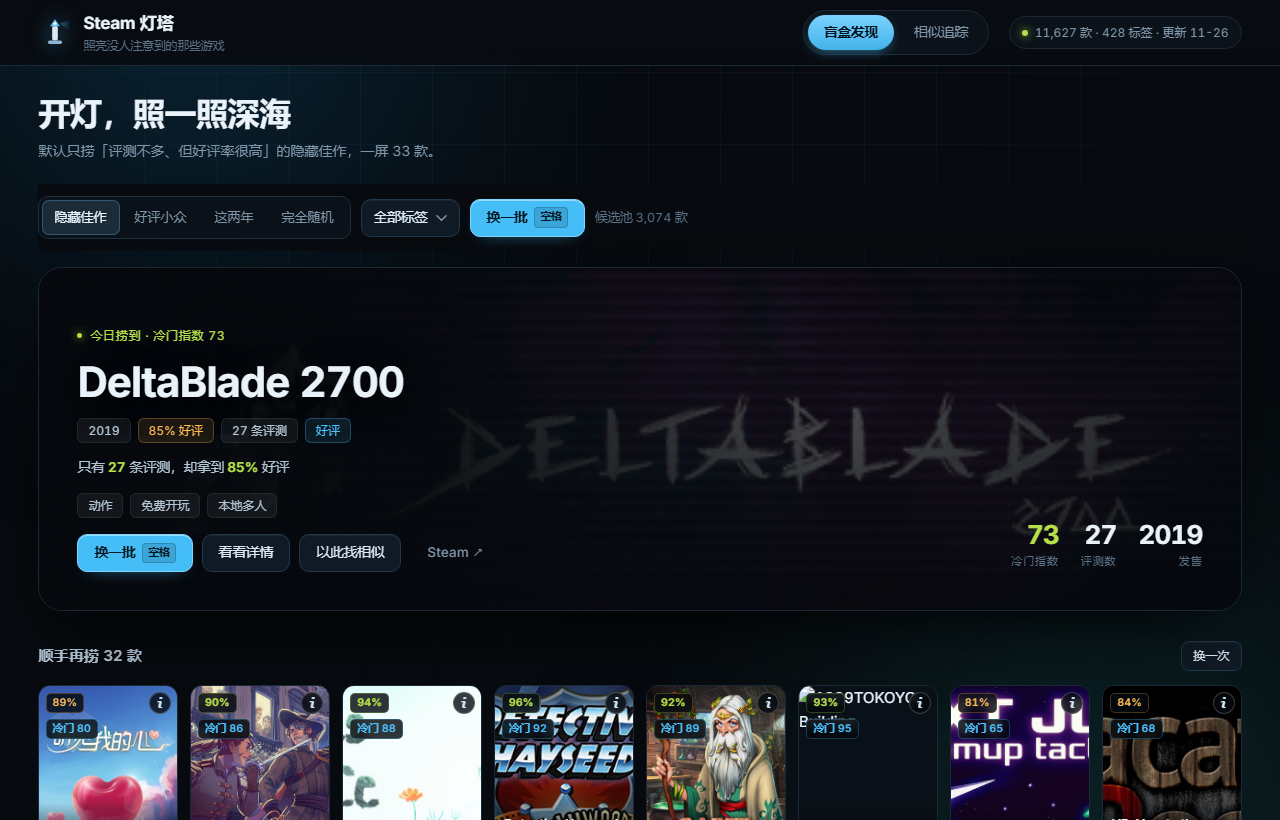 Steam 灯塔
照亮没人注意到的那些游戏
盲盒发现
相似追踪
11,627 款 · 428 标签 · 更新 11-26
开灯，照一照深海
默认只捞「评测不多、但好评率很高」的隐藏佳作，一屏 33 款。
隐藏佳作 好评小众 这两年 完全随机
全部标签
换一批 空格
候选池 3,074 款
今日捞到 · 冷门指数 73
DeltaBlade 2700
2019 85% 好评 27 条评测 好评
只有 27 条评测，却拿到 85% 好评
动作 免费开玩 本地多人
换一批 空格 看看详情 以此找相似 Steam ↗
DELTABLADE
2700
73 27 2019
冷门指数 评测数 发售
顺手再捞 32 款
换一次
89% 90% 94% 96% 92% 93% 81% 84%
冷门 80 冷门 86 冷门 88 冷门 92 冷门 89 冷门 95 冷门 65 冷门 68
我的心
HAYSEED
mup tac